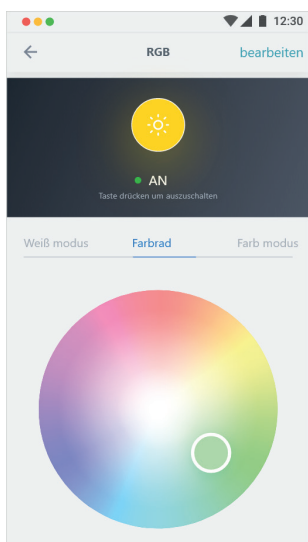 12:30
RGB
bearbeiten
AN
Taste drücken um auszuschalten
Weiß modus
Farbrad
Farb modus